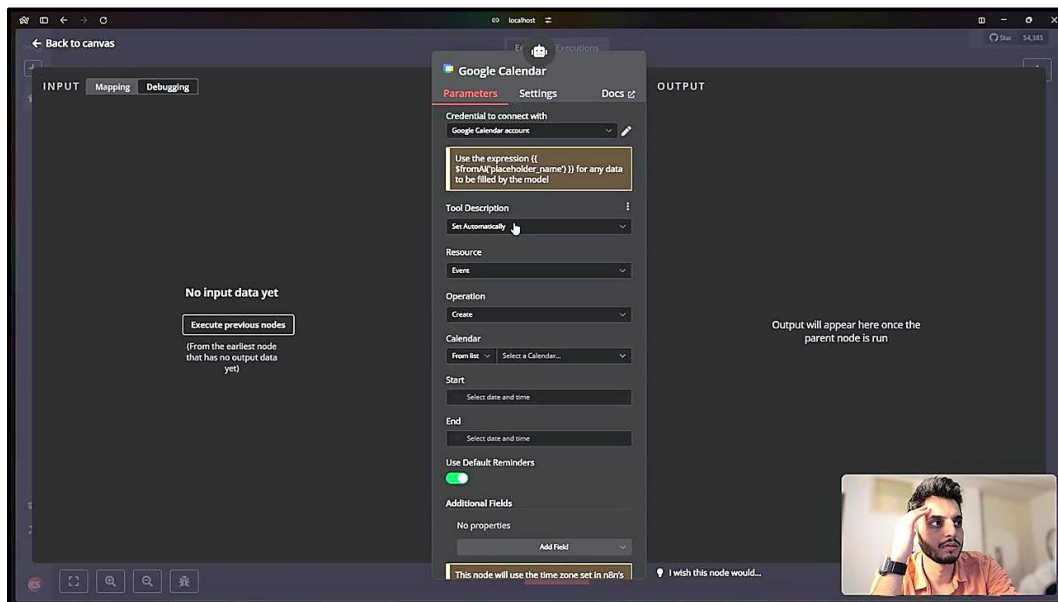 localhost
Star 54,385
Back to canvas
Executions
Google Calendar
INPUT Mapping Debugging
Parameters Settings Docs
OUTPUT
Credential to connect with
Google Calendar account
Use the expression {{
$fromAI('placeholder_name') }} for any data
to be filled by the model
Tool Description
Set Automatically
Resource
Event
No input data yet
Operation
Execute previous nodes
Create
(From the earliest node
that has no output data
yet)
Output will appear here once the
parent node is run
Calendar
From list Select a Calendar...
Start
Select date and time
End
Select date and time
Use Default Reminders
Additional Fields
No properties
Add Field
This node will use the time zone set in n8n's
I wish this node would...